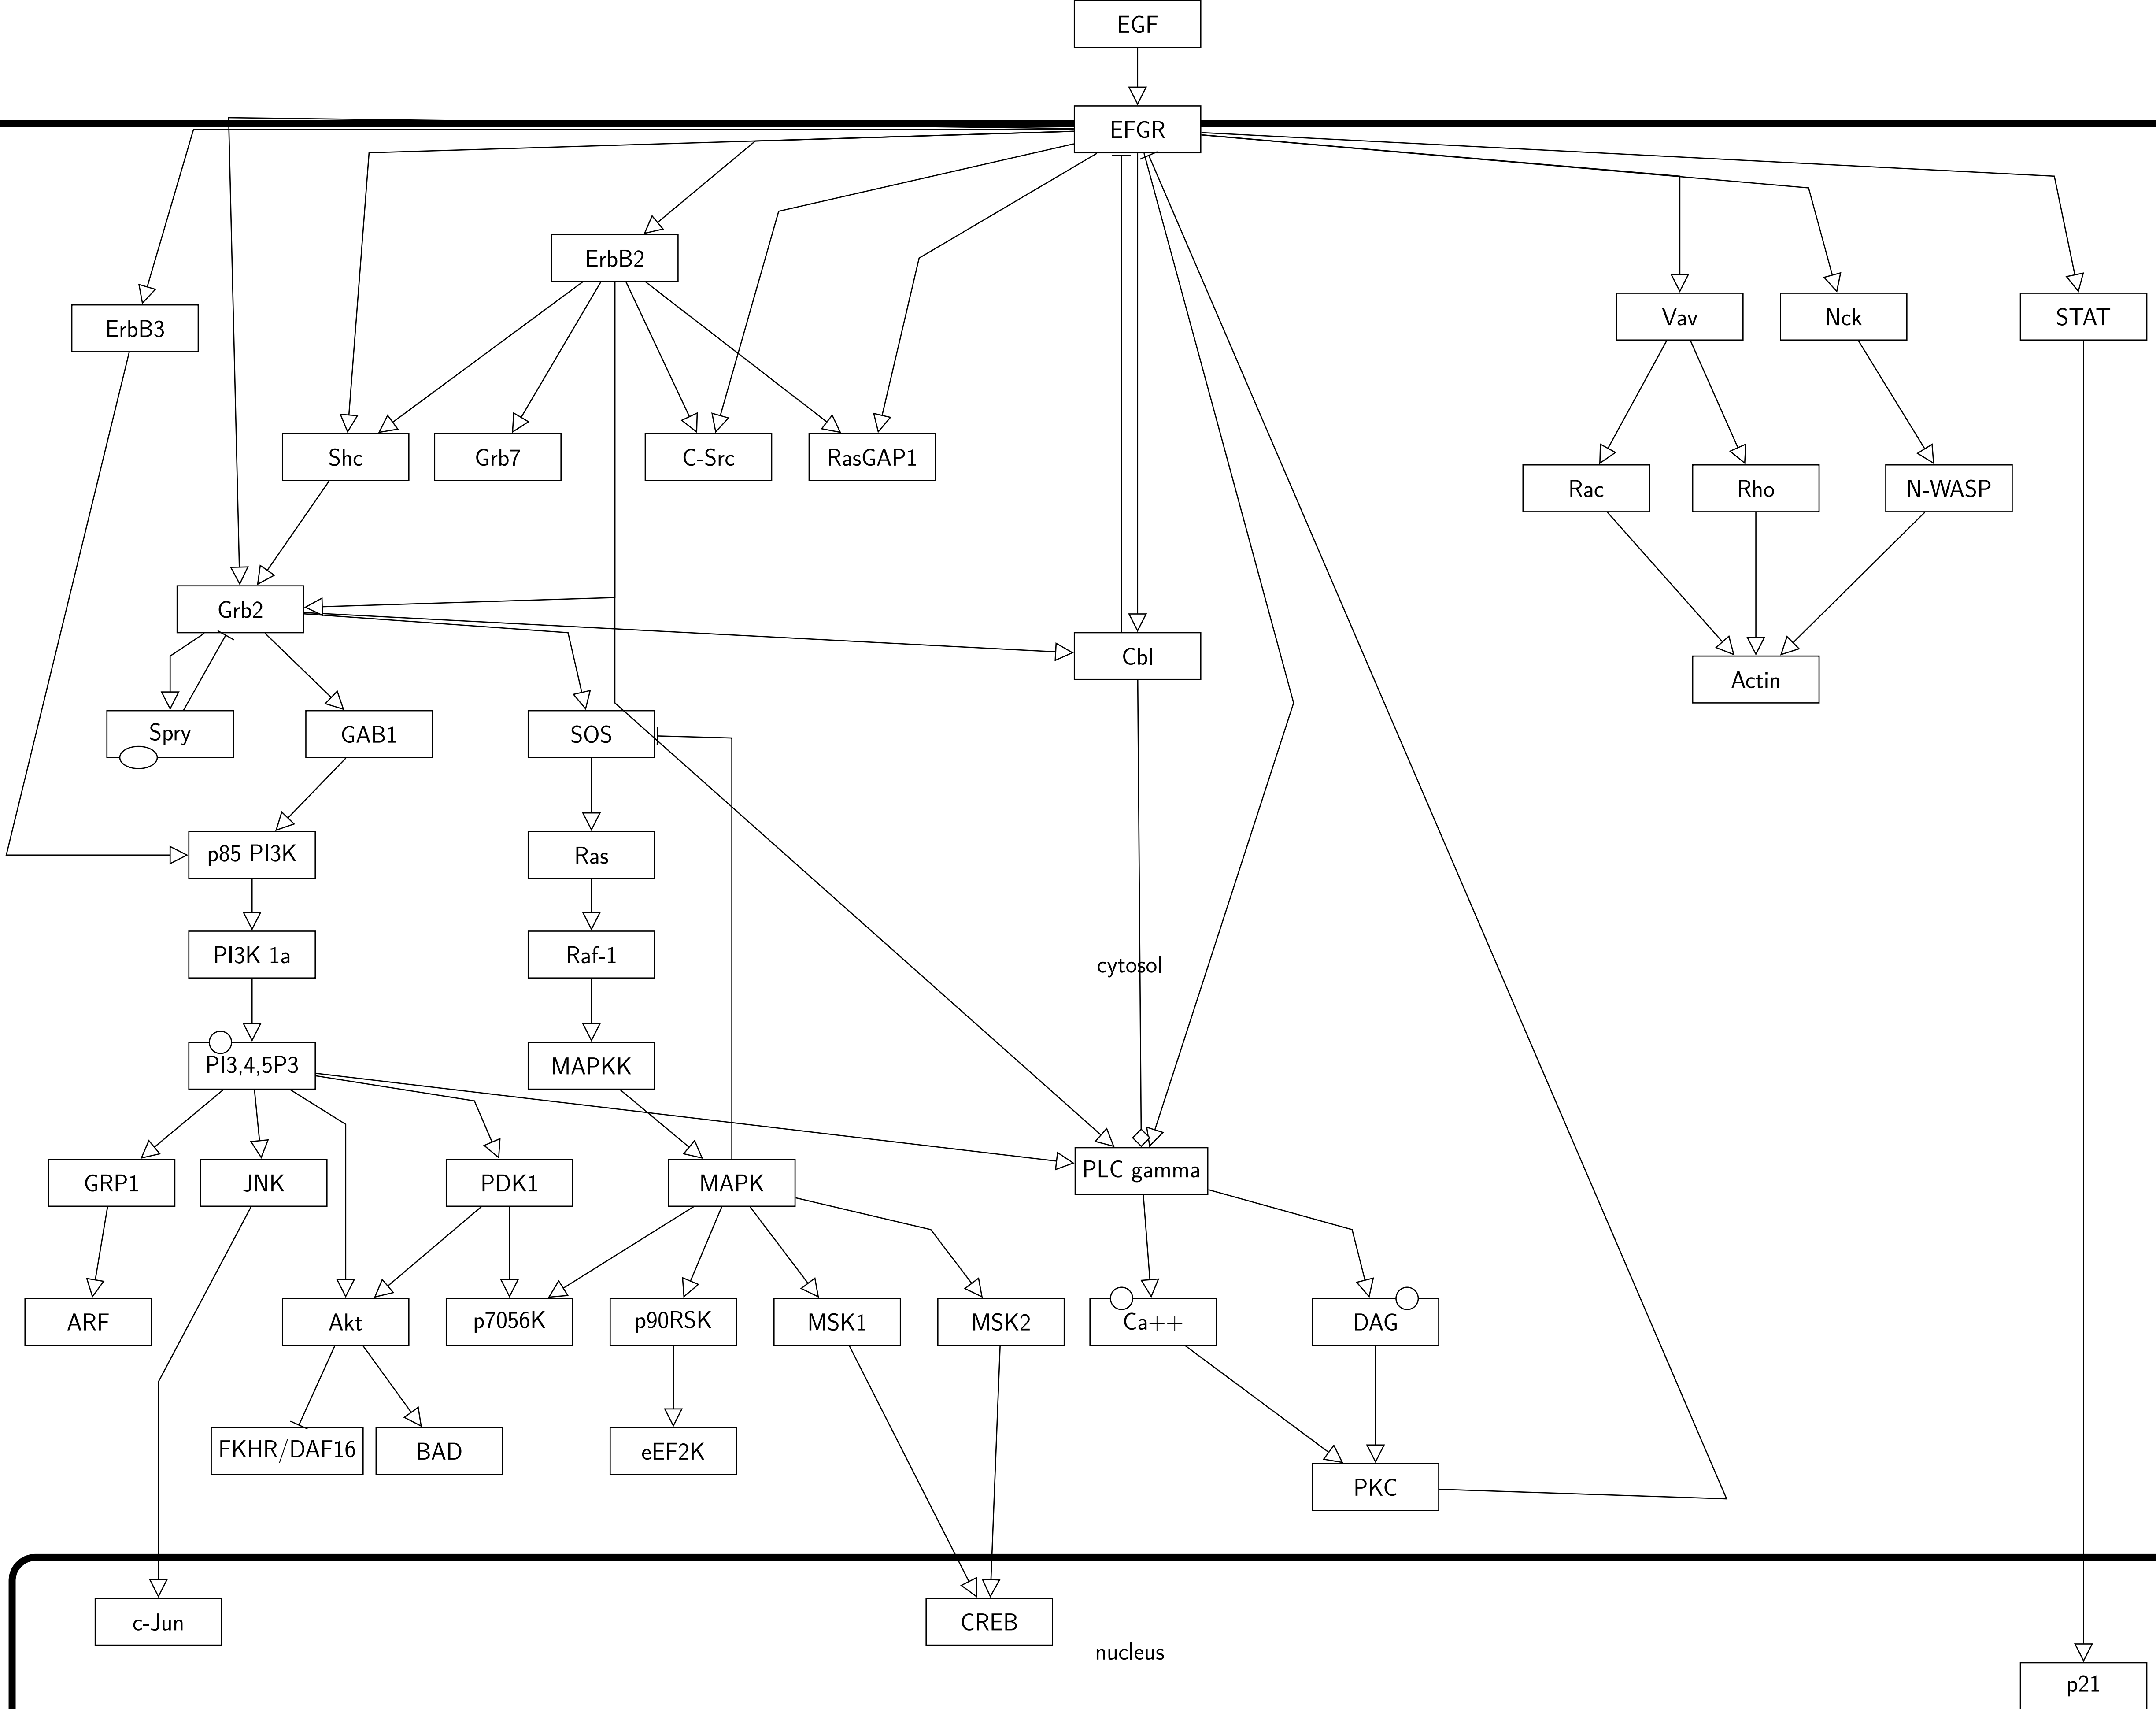 EGF
EFGR
ErbB2
ErbB3
Vav
Nck
STAT
Shc
Grb7
C-Src
RasGAP1
Rac
Rho
N-WASP
Grb2
Cbl
Actin
Spry
GAB1
SOS
p85 PI3K
Ras
PI3K 1a
Raf-1
cytosol
PI3,4,5P3
MAPKK
PLC gamma
GRP1
JNK
PDK1
MAPK
ARF
Akt
p7056K
p90RSK
MSK1
MSK2
Ca++
DAG
FKHR/DAF16
BAD
eEF2K
PKC
c-Jun
CREB
nucleus
p21